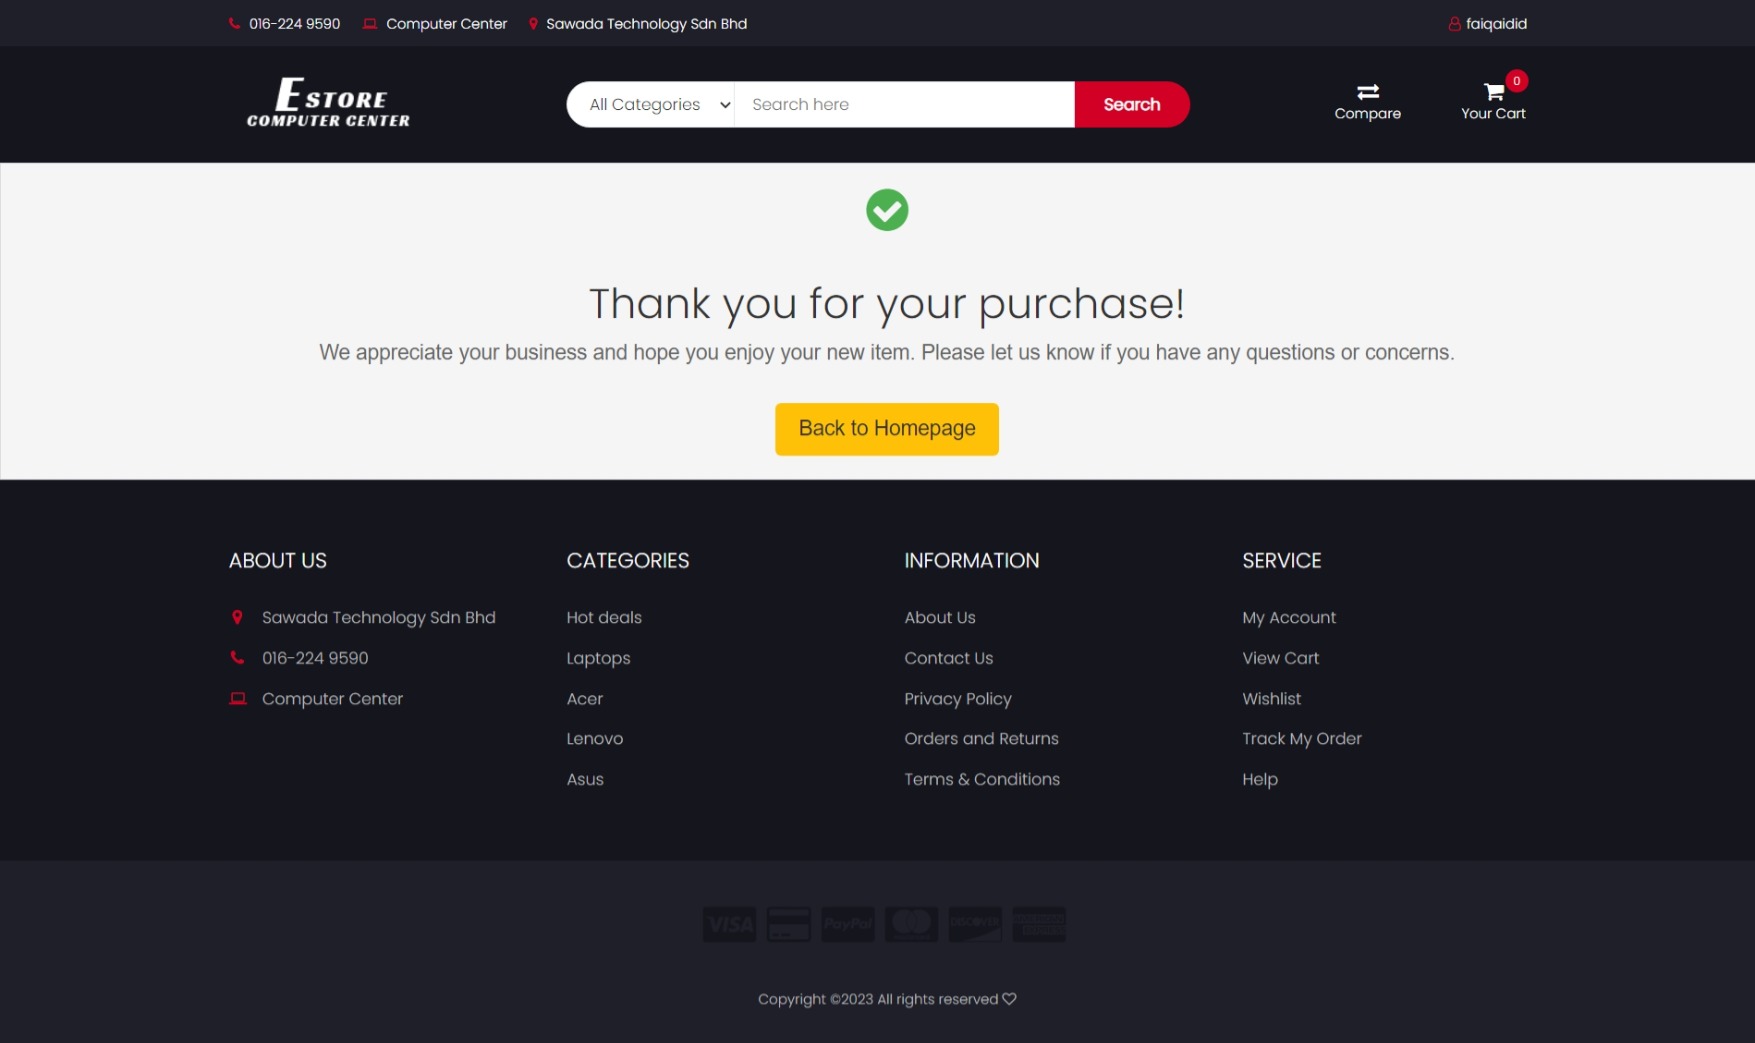 016-224 9590 Computer Center Sawada Technology Sdn Bhd faiqaidid
ESTORE
COMPUTER CENTER
All Categories Search here Search Compare 0 Your Cart
Thank you for your purchase!
We appreciate your business and hope you enjoy your new item. Please let us know if you have any questions or concerns.
Back to Homepage
ABOUT US
Sawada Technology Sdn Bhd
016-224 9590
Computer Center
CATEGORIES
Hot deals
Laptops
Acer
Lenovo
Asus
INFORMATION
About Us
Contact Us
Privacy Policy
Orders and Returns
Terms & Conditions
SERVICE
My Account
View Cart
Wishlist
Track My Order
Help
VISA PayPal DISCOVER AMERICAN EXPRESS
Copyright ©2023 All rights reserved